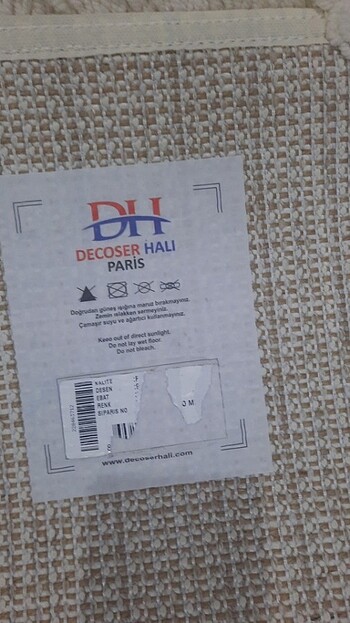 DH
DECOSER HALI
PARİS
Doğrudan güneş ışığına maruz bırakmayınız.
Zemin ıslakken sermeyiniz.
Çamaşır suyu ve ağartıcı kullanmayınız.
Keep out of direct sunlight.
Do not lay wet floor.
Do not bleach.
KALİTE
DESEN
EBAT
RENK
SİPARİS NO
0 M
www.decoserhali.com